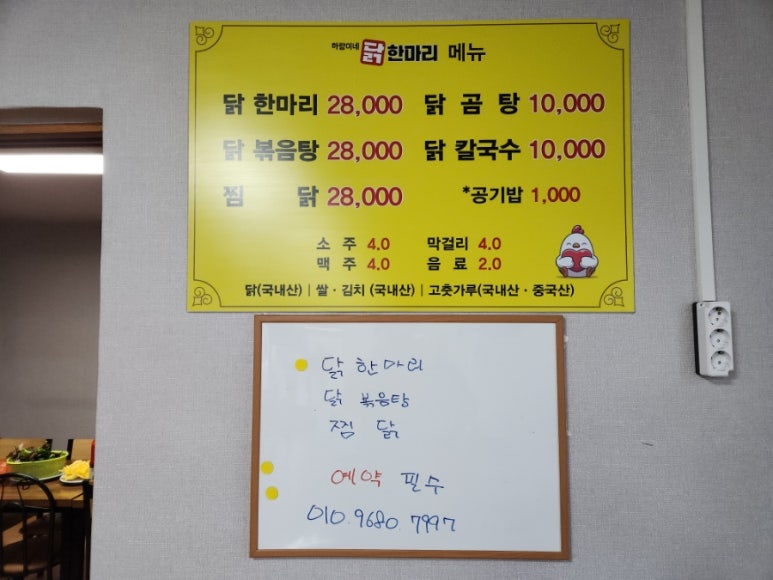 하람이네 닭한마리 메뉴
닭 한마리 28,000 닭 곰 탕 10,000
닭 볶음탕 28,000 닭 칼국수 10,000
찜 닭 28,000 *공기밥 1,000
소 주 4.0 막걸리 4.0
맥 주 4.0 음 료 2.0
닭(국내산) | 쌀 · 김치 (국내산) | 고춧가루(국내산 · 중국산)
닭 한마리
닭 볶음탕
찜 닭
예약 필수
010.9680.7997